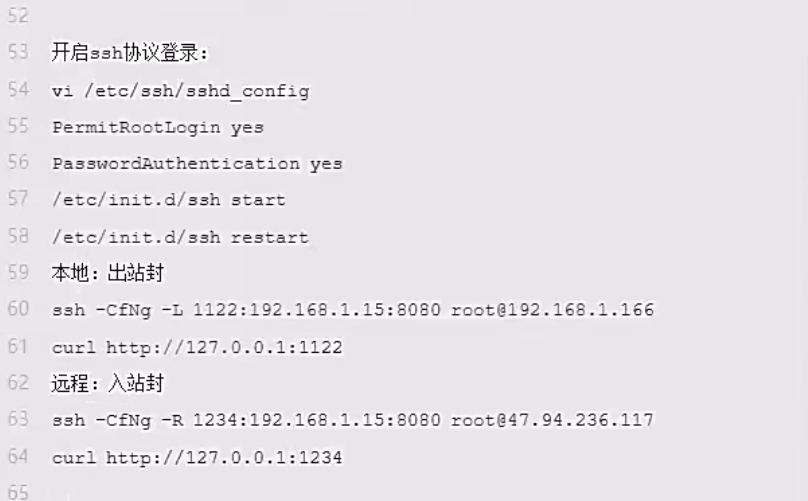 52
53 开启ssh协议登录：
54 vi /etc/ssh/sshd_config
55 PermitRootLogin yes
56 PasswordAuthentication yes
57 /etc/init.d/ssh start
58 /etc/init.d/ssh restart
59 本地：出站封
60 ssh -CfNg -L 1122:192.168.1.15:8080 root@192.168.1.166
61 curl http://127.0.0.1:1122
62 远程：入站封
63 ssh -CfNg -R 1234:192.168.1.15:8080 root@47.94.236.117
64 curl http://127.0.0.1:1234
65